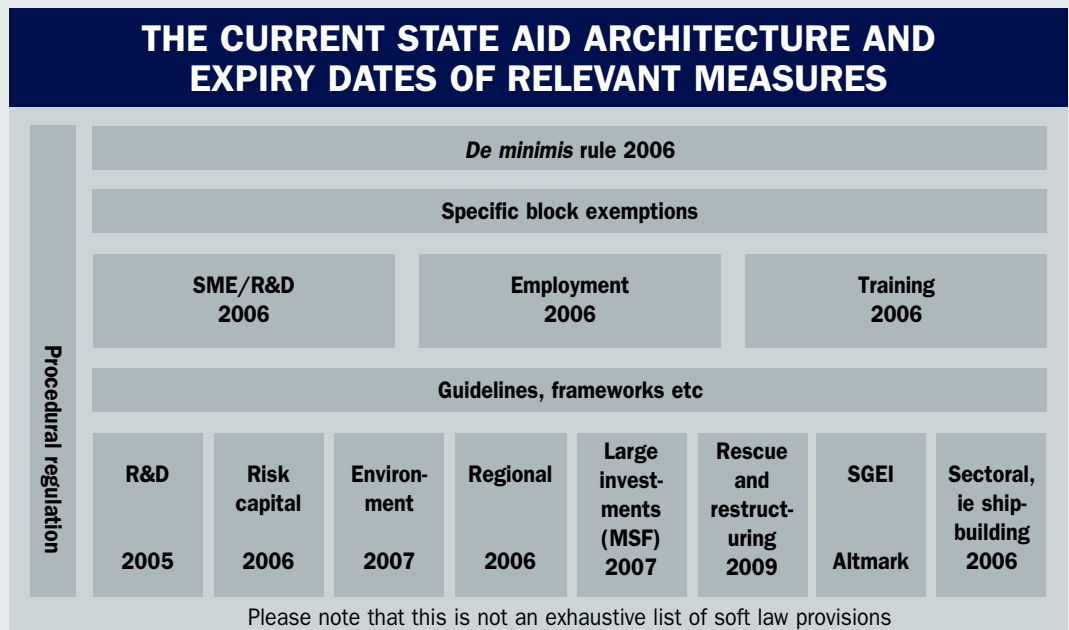 THE CURRENT STATE AID ARCHITECTURE AND
EXPIRY DATES OF RELEVANT MEASURES
Procedural regulation
De minimis rule 2006
Specific block exemptions
SME/R&D
2006
Employment
2006
Training
2006
Guidelines, frameworks etc
R&D
2005
Risk
capital
2006
Environ-
ment
2007
Regional
2006
Large
invest-
ments
(MSF)
2007
Rescue
and
restruct-
uring
2009
SGEI
Altmark
Sectoral,
ie ship-
building
2006
Please note that this is not an exhaustive list of soft law provisions